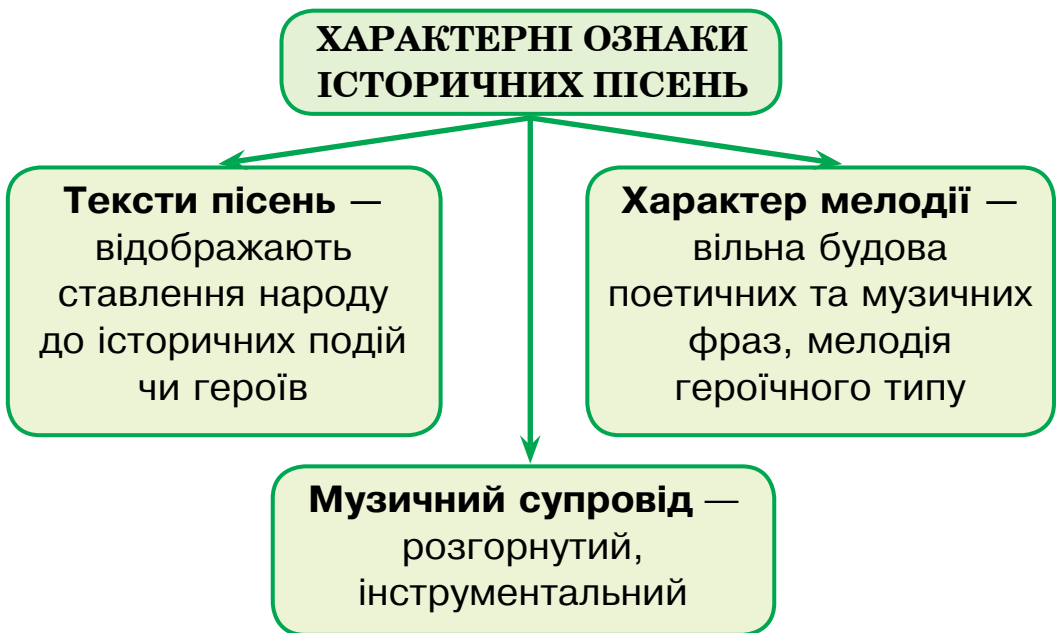 ХАРАКТЕРНІ ОЗНАКИ
ІСТОРИЧНИХ ПІСЕНЬ
Тексти пісень —
відображають
ставлення народу
до історичних подій
чи героїв
Характер мелодії —
вільна будова
поетичних та музичних
фраз, мелодія
героїчного типу
Музичний супровід —
розгорнутий,
інструментальний